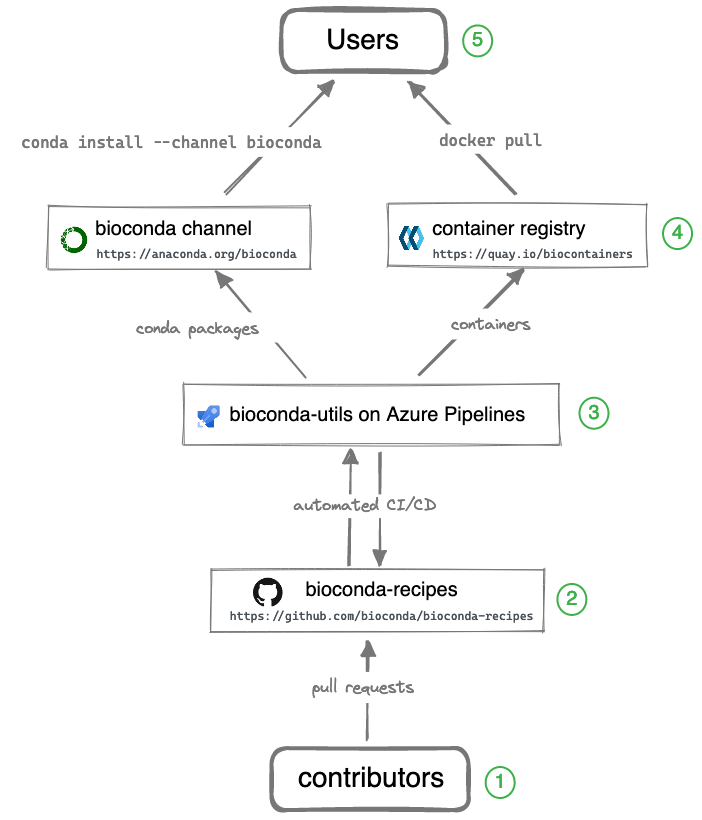 Users
5
conda install --channel bioconda
docker pull
bioconda channel
https://anaconda.org/bioconda
container registry
https://quay.io/biocontainers
4
conda packages
containers
bioconda-utils on Azure Pipelines
3
automated CI/CD
bioconda-recipes
https://github.com/bioconda/bioconda-recipes
2
pull requests
contributors
1